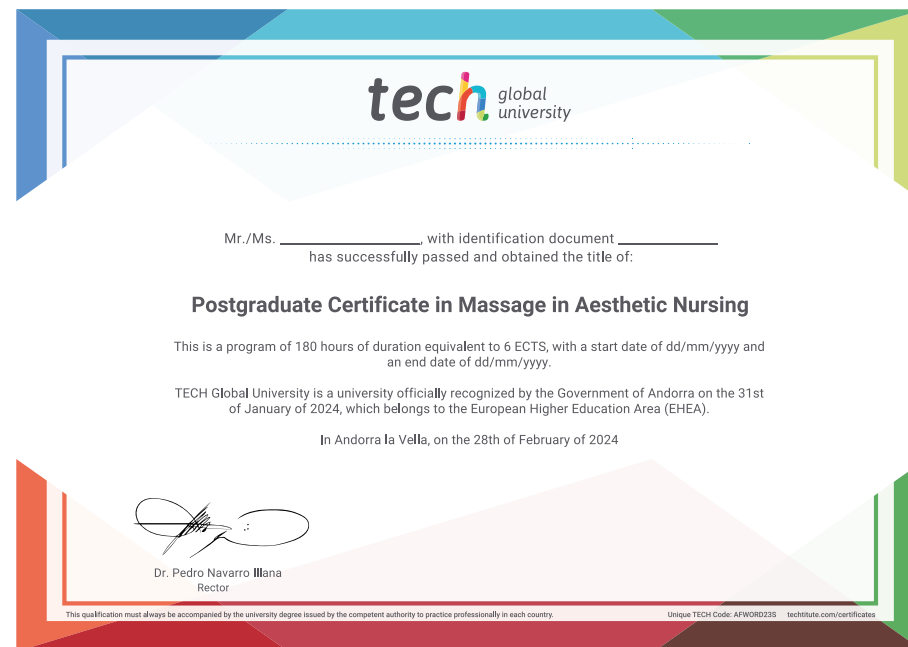 tech global university
Mr./Ms. ____________________, with identification document ______________
has successfully passed and obtained the title of:
Postgraduate Certificate in Massage in Aesthetic Nursing
This is a program of 180 hours of duration equivalent to 6 ECTS, with a start date of dd/mm/yyyy and
an end date of dd/mm/yyyy.
TECH Global University is a university officially recognized by the Government of Andorra on the 31st
of January of 2024, which belongs to the European Higher Education Area (EHEA).
In Andorra la Vella, on the 28th of February of 2024
Dr. Pedro Navarro Illana
Rector
This qualification must always be accompanied by the university degree issued by the competent authority to practice professionally in each country. Unique TECH Code: AFWORD23S techtitute.com/certificates